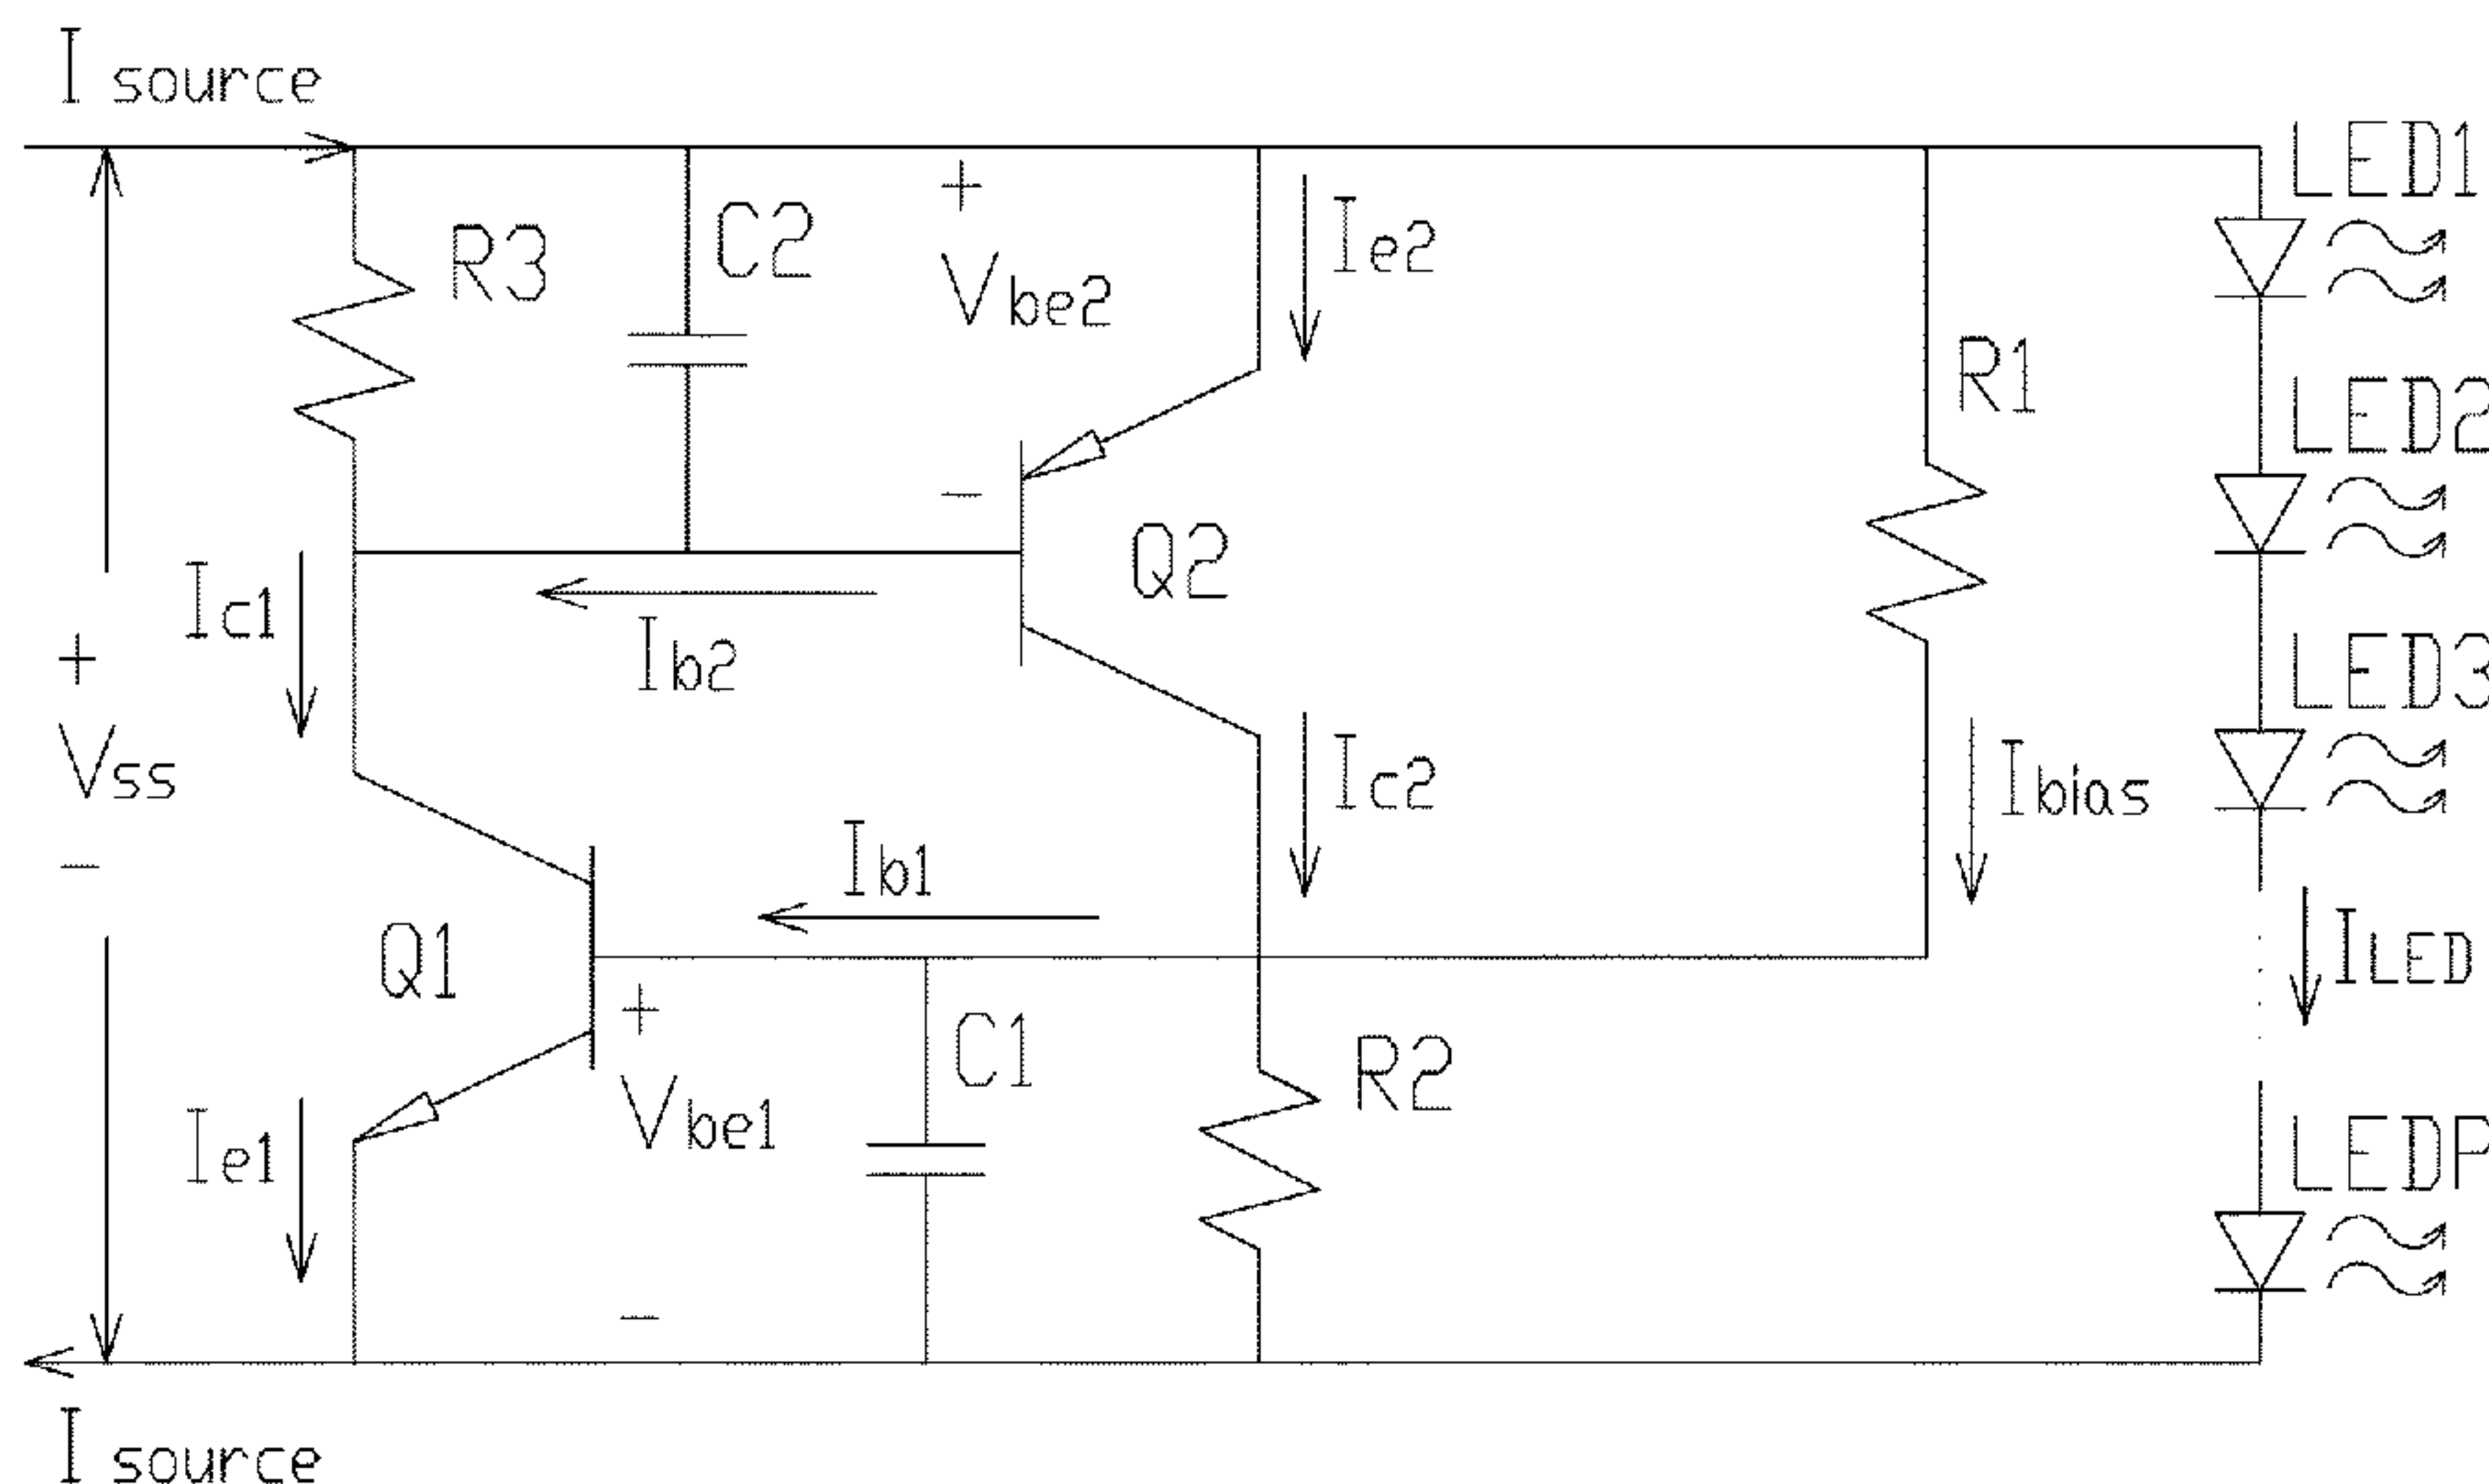 I source
LED1
R3
C2
+
Vbe2
-
Ie2
R1
LED2
Q2
Ic1
Ib2
LED3
+
Vss
-
Ic2
Ibias
Ib1
Q1
ILED
+
Vbe1
-
C1
R2
Ie1
LEDP
I source